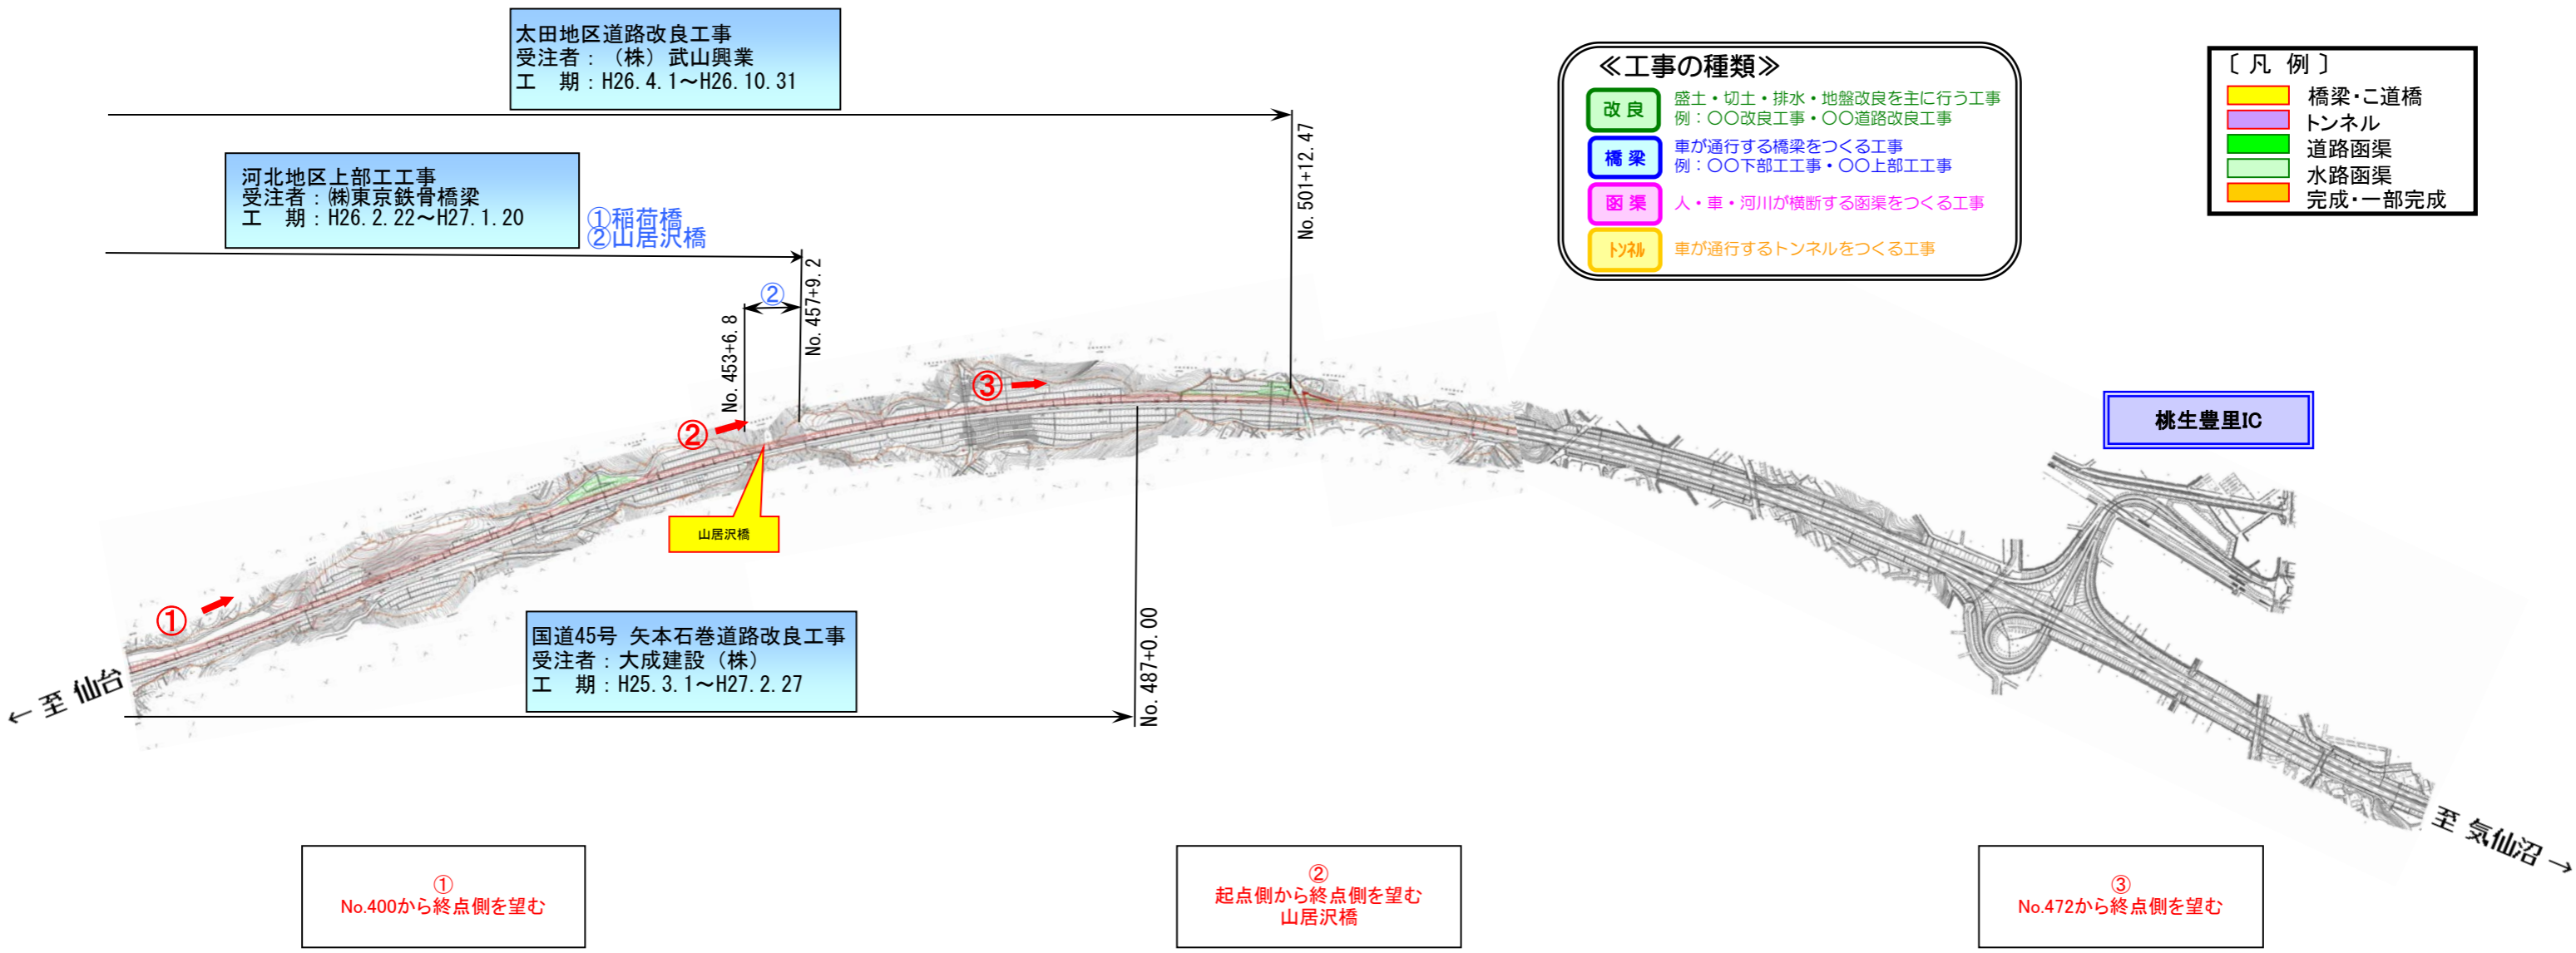 太田地区道路改良工事
受注者：（株）武山興業
工　期：H26.4.1～H26.10.31
河北地区上部工工事
受注者：㈱東京鉄骨橋梁
工　期：H26.2.22～H27.1.20
①稲荷橋
②山居沢橋
②
No.453+6.8
No.457+9.2
No.501+12.47
≪工事の種類≫
改良
盛土・切土・排水・地盤改良を主に行う工事
例：〇〇改良工事・〇〇道路改良工事
橋梁
車が通行する橋梁をつくる工事
例：〇〇下部工工事・〇〇上部工工事
函渠
人・車・河川が横断する函渠をつくる工事
トンネル
車が通行するトンネルをつくる工事
〔凡 例〕
橋梁・こ道橋
トンネル
道路函渠
水路函渠
完成・一部完成
①
②
③
山居沢橋
桃生豊里IC
国道45号 矢本石巻道路改良工事
受注者：大成建設（株）
工　期：H25.3.1～H27.2.27
No.487+0.00
← 至 仙台
至 気仙沼 →
①
No.400から終点側を望む
②
起点側から終点側を望む
山居沢橋
③
No.472から終点側を望む